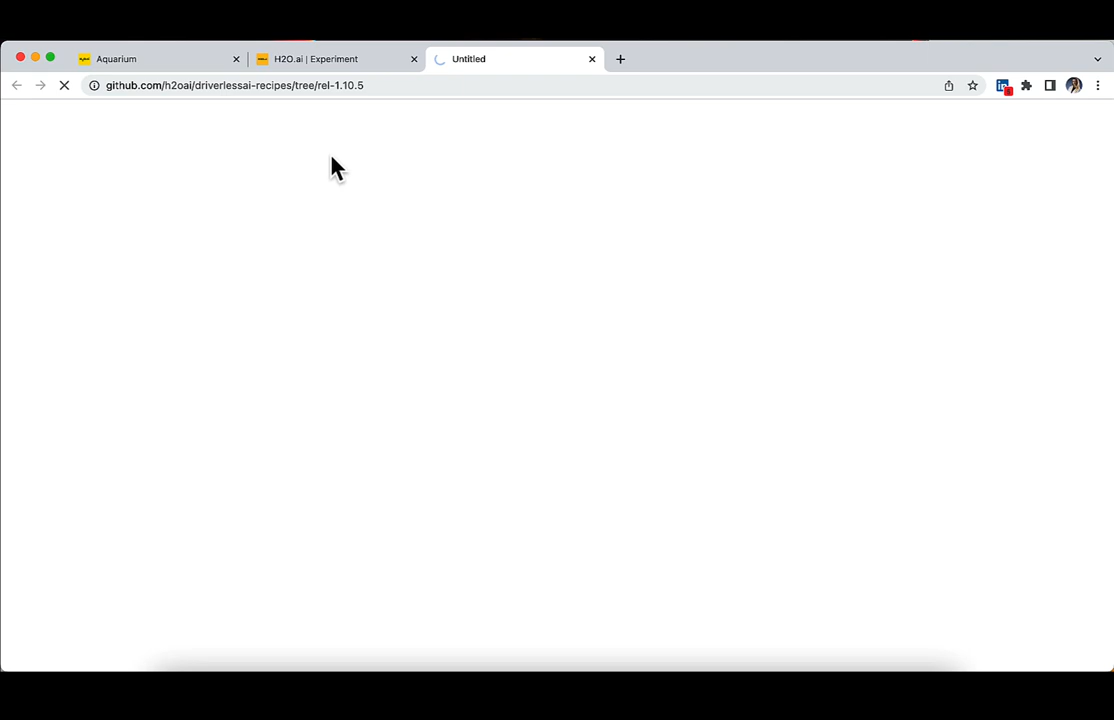 Aquarium
H2O.ai | Experiment
Untitled
github.com/h2oai/driverlessai-recipes/tree/rel-1.10.5